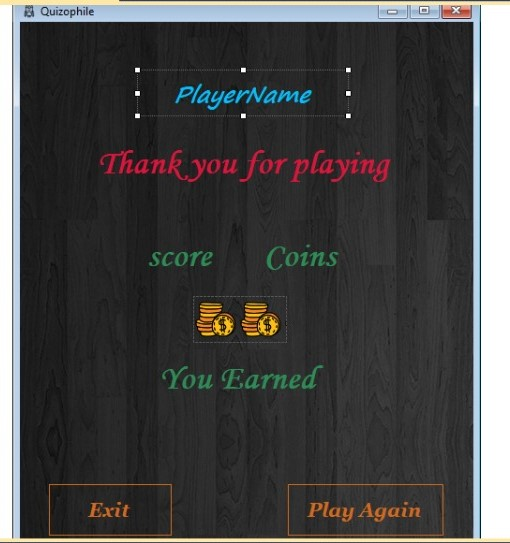 Quizophile
PlayerName
Thank you for playing
score Coins
You Earned
Exit Play Again